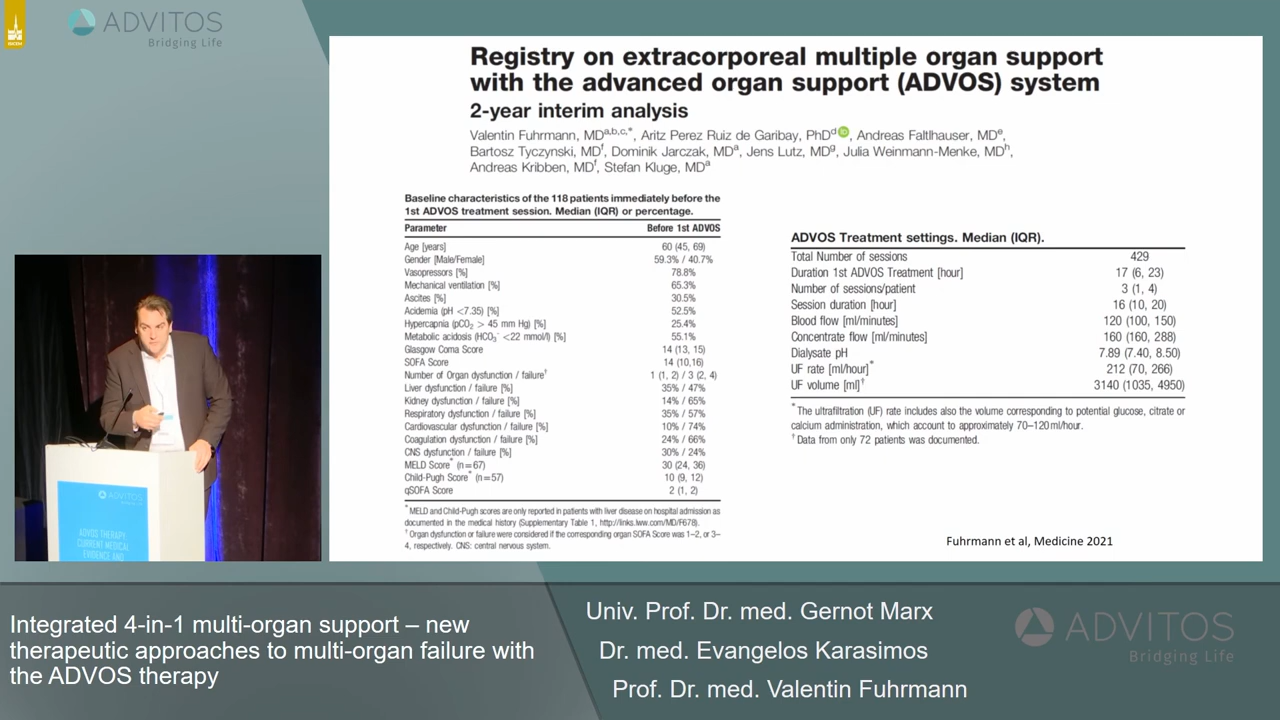 ADVITOS
Bridging Life
Registry on extracorporeal multiple organ support
with the advanced organ support (ADVOS) system
2-year interim analysis
Valentin Fuhrmann, MDa,b,c,*, Aritz Perez Ruiz de Garibay, PhDd iD, Andreas Faltlhauser, MDe,
Bartosz Tyczynski, MDf, Dominik Jarczak, MDa, Jens Lutz, MDg, Julia Weinmann-Menke, MDh,
Andreas Kribben, MDf, Stefan Kluge, MDa
Baseline characteristics of the 118 patients immediately before the
1st ADVOS treatment session. Median (IQR) or percentage.
Parameter Before 1st ADVOS
Age [years] 60 (45, 69)
Gender [Male/Female] 59.3% / 40.7%
Vasopressors [%] 78.8%
Mechanical ventilation [%] 65.3%
Ascites [%] 30.5%
Acidemia (pH <7.35) [%] 52.5%
Hypercapnia (pCO2 > 45 mm Hg) [%] 25.4%
Metabolic acidosis (HCO3- <22 mmol/l) [%] 55.1%
Glasgow Coma Score 14 (13, 15)
SOFA Score 14 (10,16)
Number of Organ dysfunction / failure† 1 (1, 2) / 3 (2, 4)
Liver dysfunction / failure [%] 35% / 47%
Kidney dysfunction / failure [%] 14% / 65%
Respiratory dysfunction / failure [%] 35% / 57%
Cardiovascular dysfunction / failure [%] 10% / 74%
Coagulation dysfunction / failure [%] 24% / 66%
CNS dysfunction / failure [%] 30% / 24%
MELD Score* (n=67) 30 (24, 36)
Child-Pugh Score* (n=57) 10 (9, 12)
qSOFA Score 2 (1, 2)
* MELD and Child-Pugh scores are only reported in patients with liver disease on hospital admission as
documented in the medical history (Supplementary Table 1, http://links.lww.com/MD/F678).
† Organ dysfunction or failure were considered if the corresponding organ SOFA Score was 1–2, or 3–
4, respectively. CNS: central nervous system.
ADVOS Treatment settings. Median (IQR).
Total Number of sessions 429
Duration 1st ADVOS Treatment [hour] 17 (6, 23)
Number of sessions/patient 3 (1, 4)
Session duration [hour] 16 (10, 20)
Blood flow [ml/minutes] 120 (100, 150)
Concentrate flow [ml/minutes] 160 (160, 288)
Dialysate pH 7.89 (7.40, 8.50)
UF rate [ml/hour]* 212 (70, 266)
UF volume [ml]† 3140 (1035, 4950)
* The ultrafiltration (UF) rate includes also the volume corresponding to potential glucose, citrate or
calcium administration, which account to approximately 70–120 ml/hour.
† Data from only 72 patients was documented.
Fuhrmann et al, Medicine 2021
ADVITOS
ADVOS THERAPY
CURRENT MEDICAL
EVIDENCE AND
Integrated 4-in-1 multi-organ support – new
therapeutic approaches to multi-organ failure with
the ADVOS therapy
Univ. Prof. Dr. med. Gernot Marx
Dr. med. Evangelos Karasimos
Prof. Dr. med. Valentin Fuhrmann
ADVITOS
Bridging Life